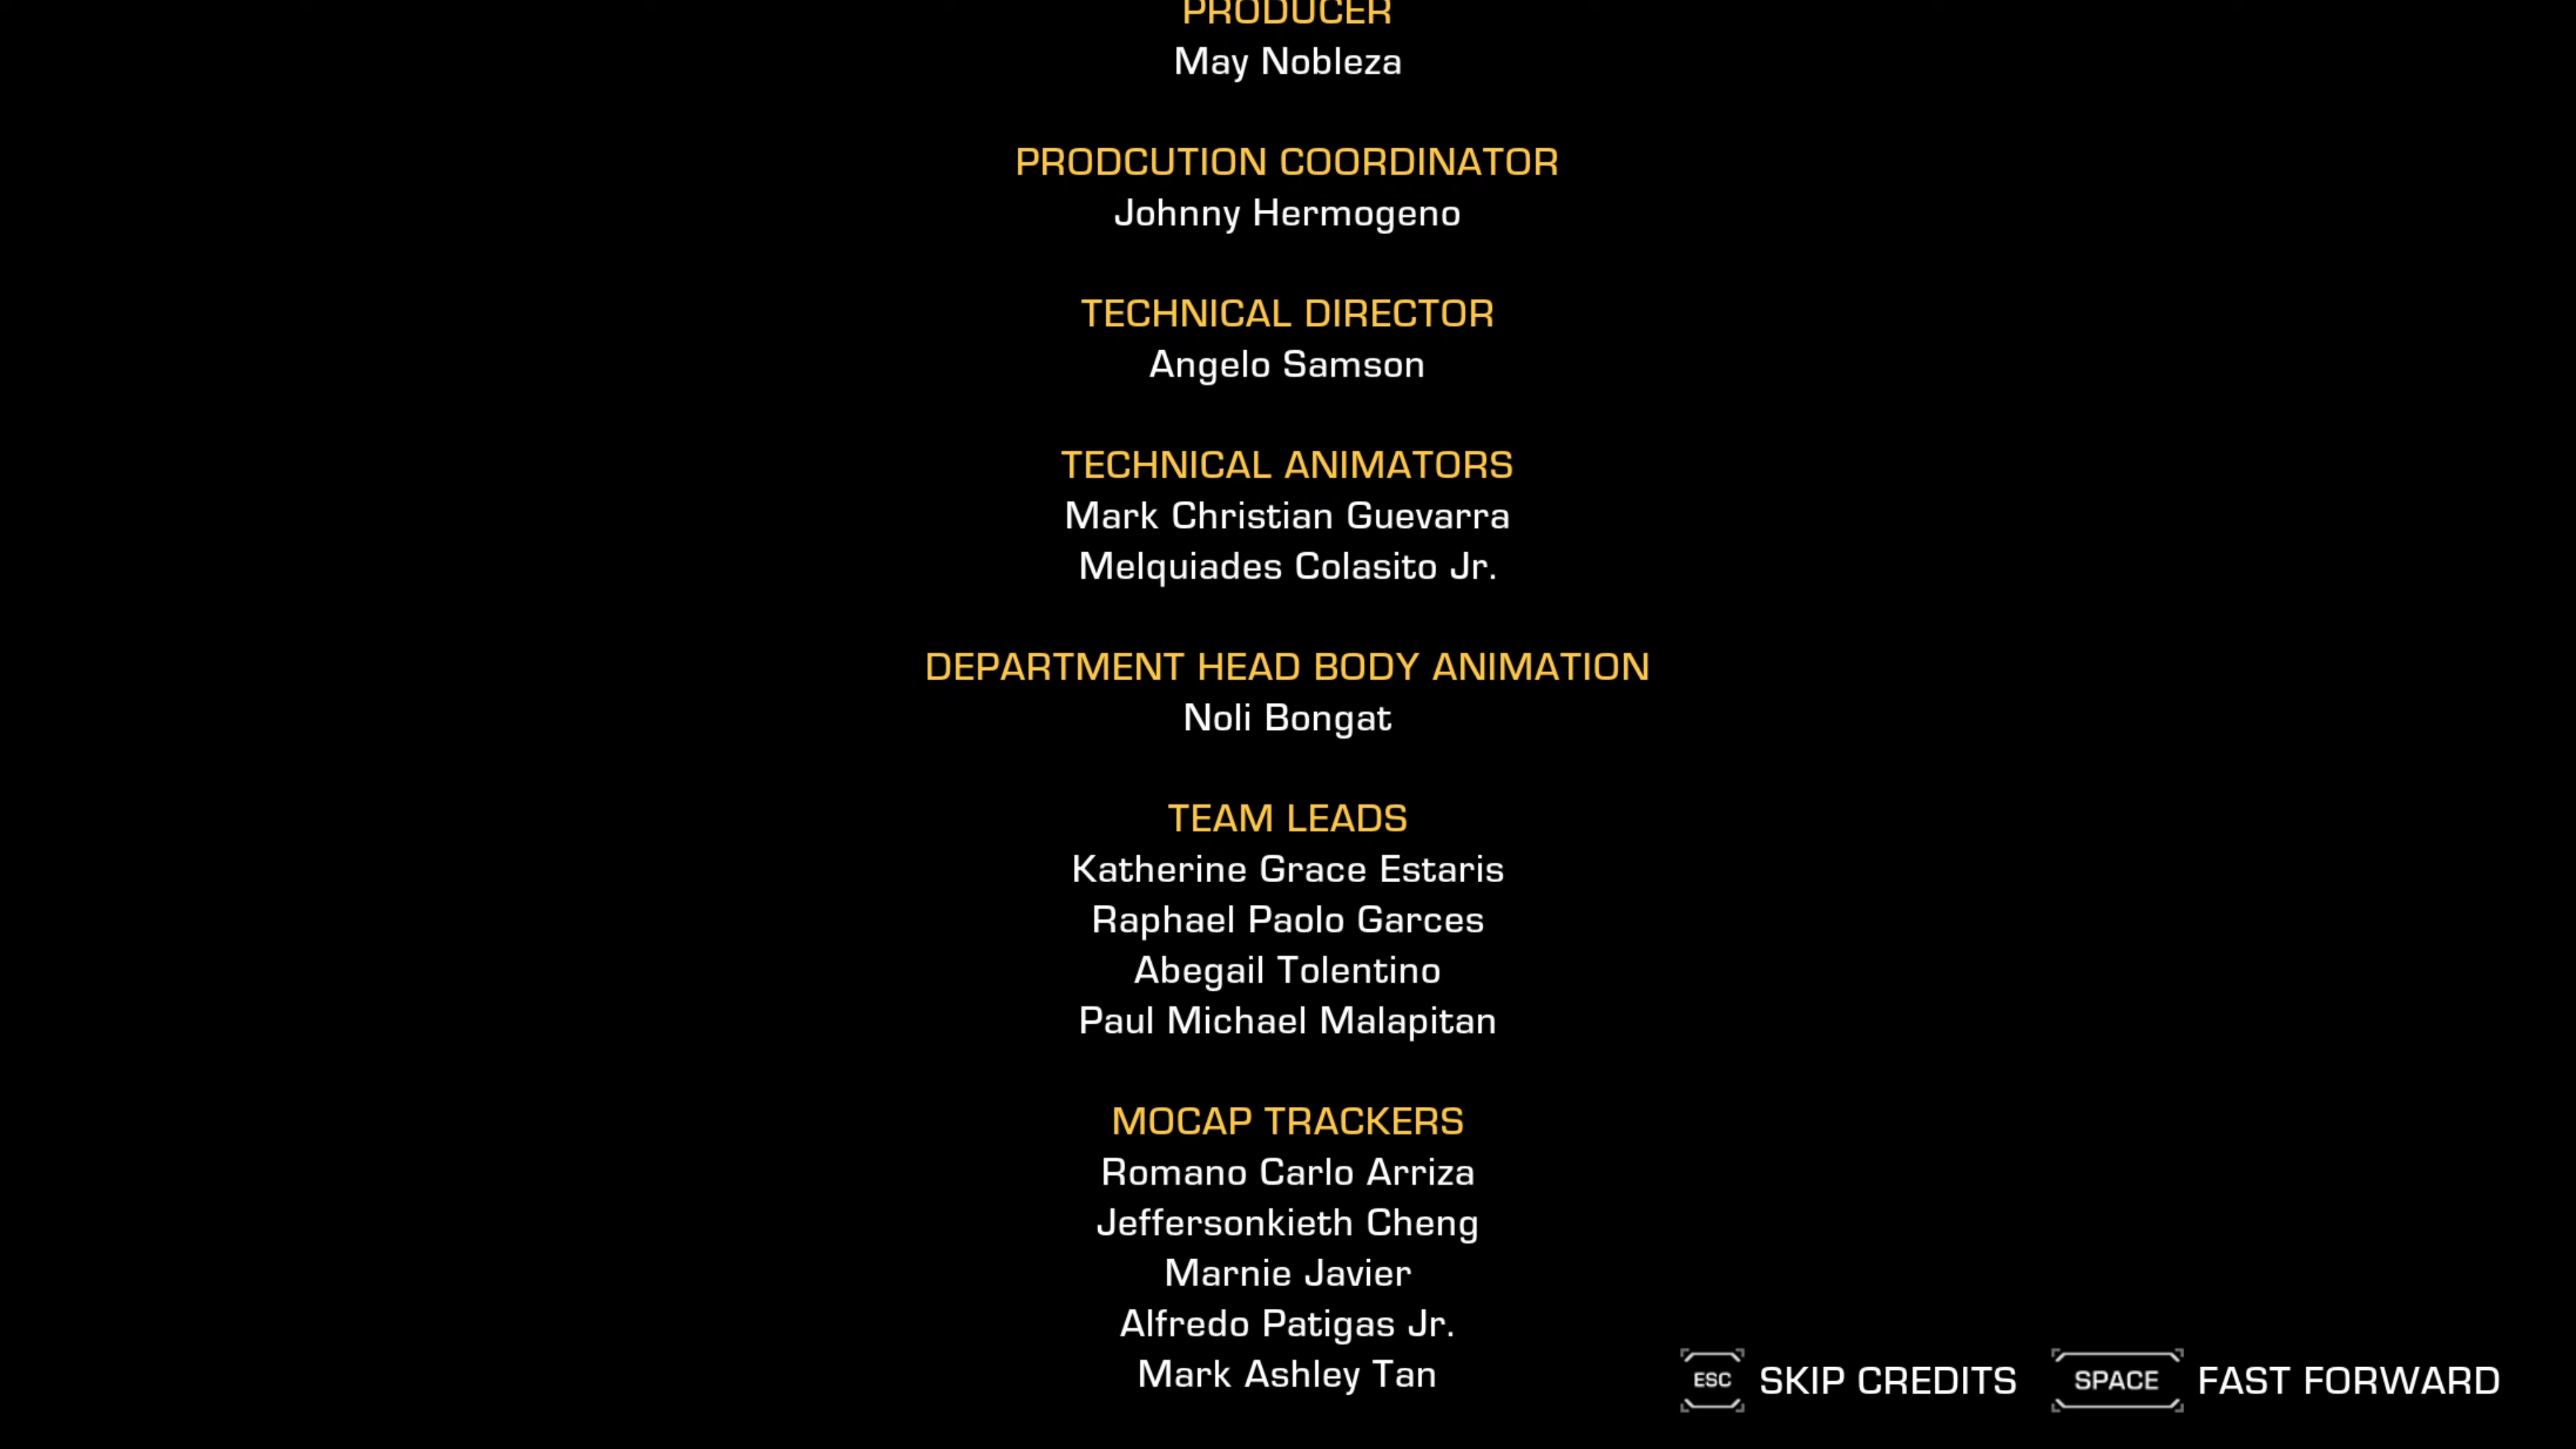 PRODUCER
May Nobleza
PRODCUTION COORDINATOR
Johnny Hermogeno
TECHNICAL DIRECTOR
Angelo Samson
TECHNICAL ANIMATORS
Mark Christian Guevarra
Melquiades Colasito Jr.
DEPARTMENT HEAD BODY ANIMATION
Noli Bongat
TEAM LEADS
Katherine Grace Estaris
Raphael Paolo Garces
Abegail Tolentino
Paul Michael Malapitan
MOCAP TRACKERS
Romano Carlo Arriza
Jeffersonkieth Cheng
Marnie Javier
Alfredo Patigas Jr.
Mark Ashley Tan
ESC SKIP CREDITS SPACE FAST FORWARD